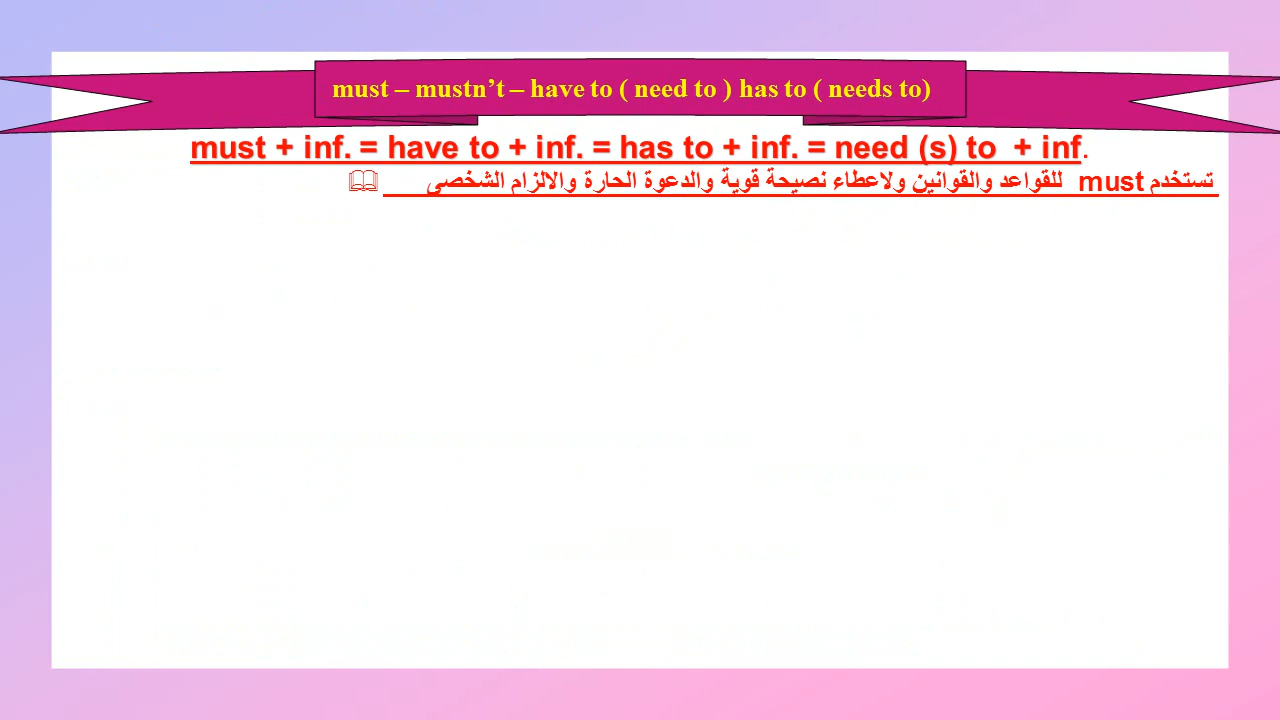 must – mustn’t – have to ( need to ) has to ( needs to)
must + inf. = have to + inf. = has to + inf. = need (s) to + inf.
تستخدم must للقواعد والقوانين ولاعطاء نصيحة قوية والدعوة الحارة والالزام الشخصى